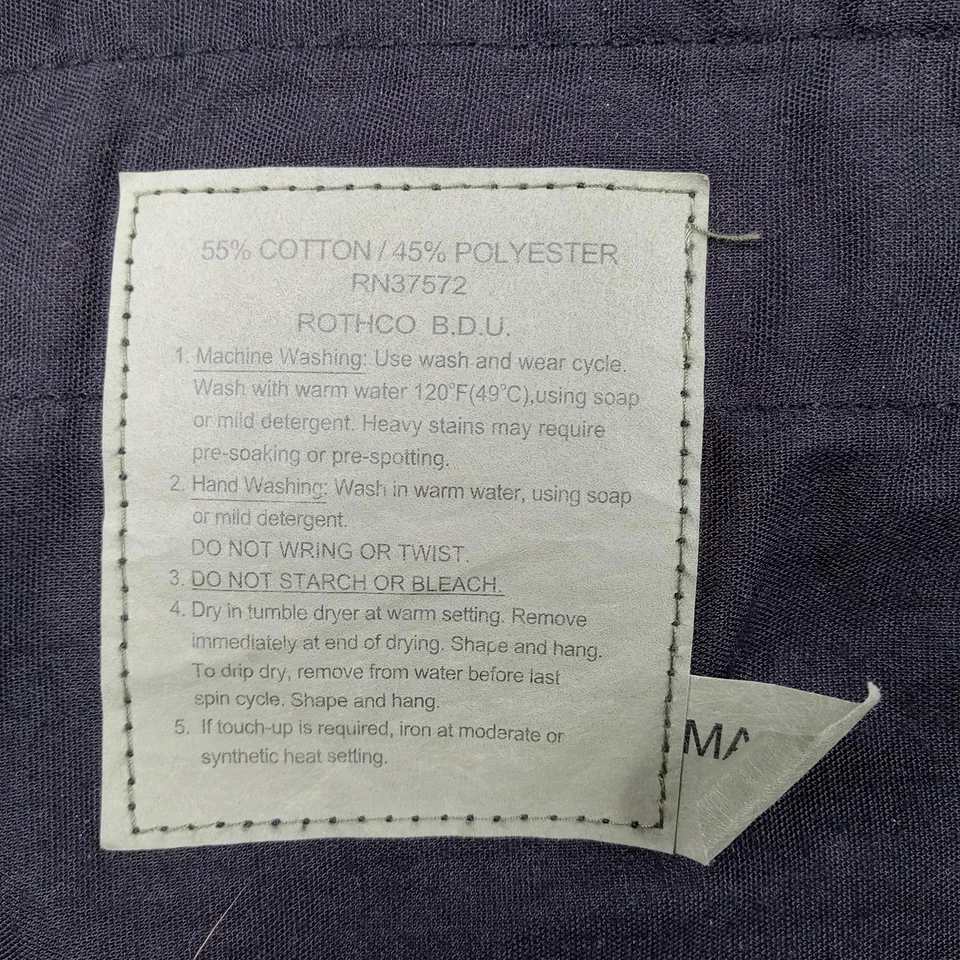 55% COTTON / 45% POLYESTER
RN37572
ROTHCO B.D.U.
1. Machine Washing: Use wash and wear cycle.
Wash with warm water 120°F(49°C),using soap
or mild detergent. Heavy stains may require
pre-soaking or pre-spotting.
2. Hand Washing: Wash in warm water, using soap
or mild detergent.
DO NOT WRING OR TWIST.
3. DO NOT STARCH OR BLEACH.
4. Dry in tumble dryer at warm setting. Remove
immediately at end of drying. Shape and hang.
To drip dry, remove from water before last
spin cycle. Shape and hang.
5. If touch-up is required, iron at moderate or
synthetic heat setting.